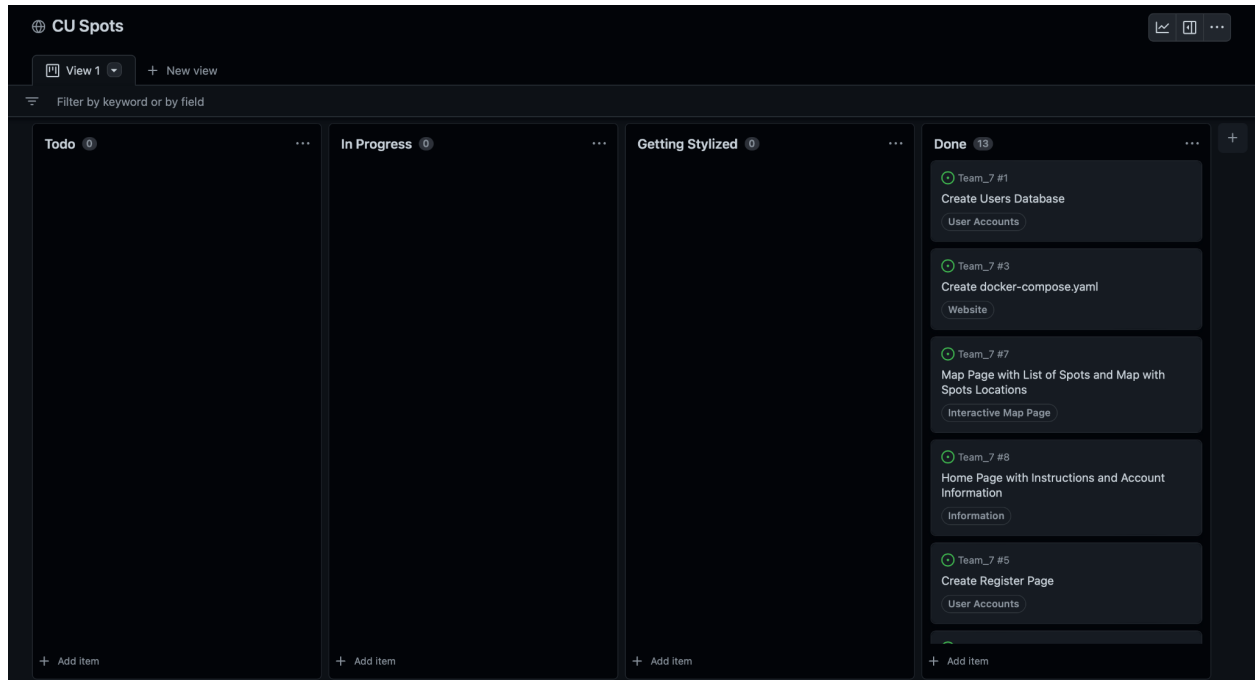 CU Spots
View 1
+ New view
Filter by keyword or by field
Todo 0
In Progress 0
Getting Stylized 0
Done 13
Team_7 #1
Create Users Database
User Accounts
Team_7 #3
Create docker-compose.yaml
Website
Team_7 #7
Map Page with List of Spots and Map with
Spots Locations
Interactive Map Page
Team_7 #8
Home Page with Instructions and Account
Information
Information
Team_7 #5
Create Register Page
User Accounts
+ Add item
+ Add item
+ Add item
+ Add item